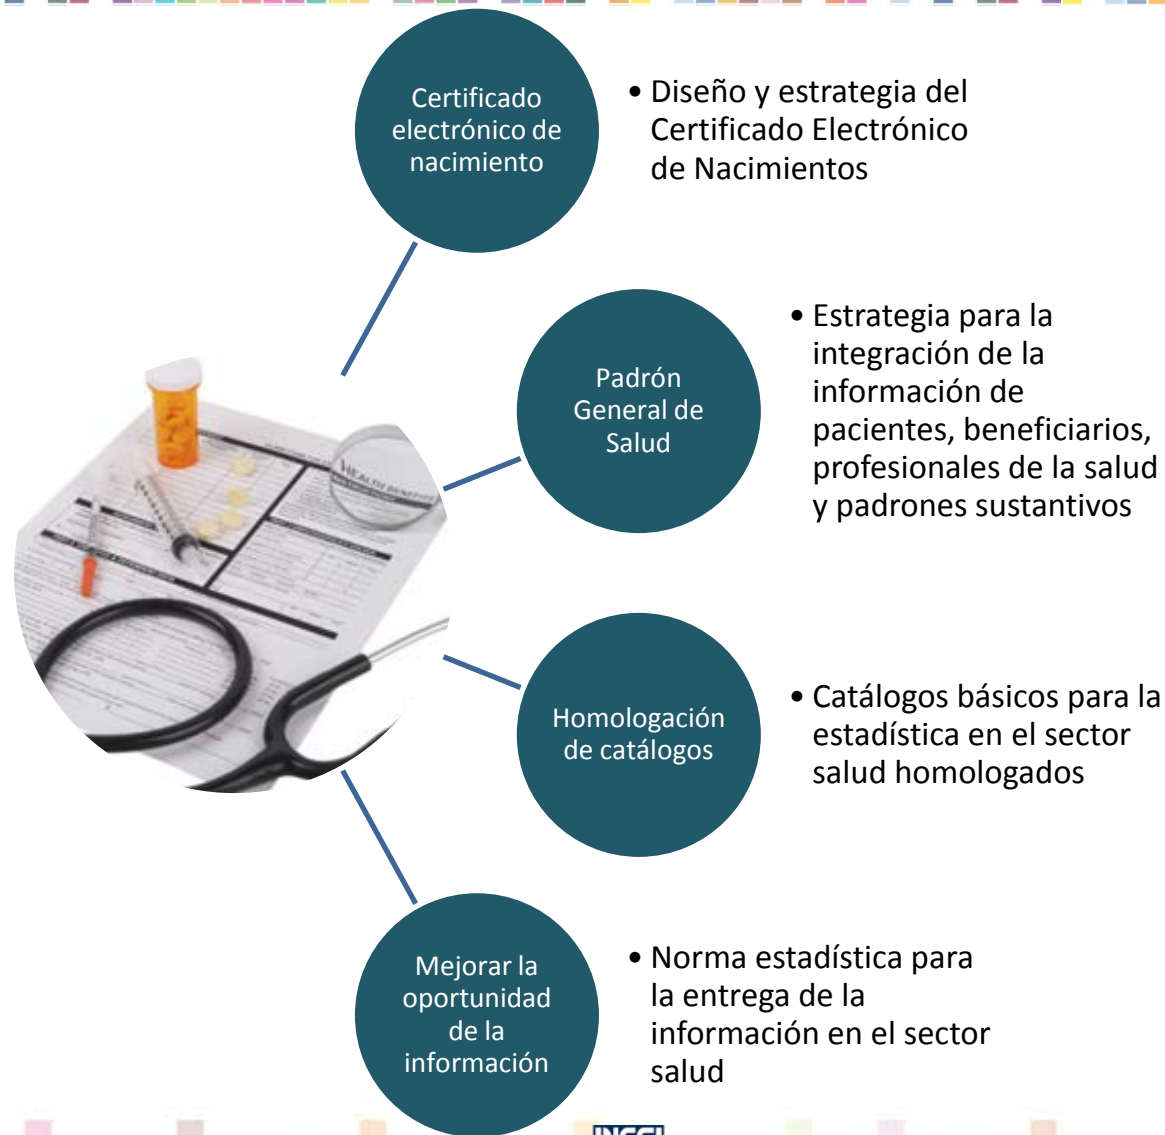 Certificado
electrónico de
nacimiento
• Diseño y estrategia del
Certificado Electrónico
de Nacimientos
Padrón
General de
Salud
• Estrategia para la
integración de la
información de
pacientes, beneficiarios,
profesionales de la salud
y padrones sustantivos
HEALTH BENEFITS
Homologación
de catálogos
• Catálogos básicos para la
estadística en el sector
salud homologados
Mejorar la
oportunidad
de la
información
• Norma estadística para
la entrega de la
información en el sector
salud
INEGI